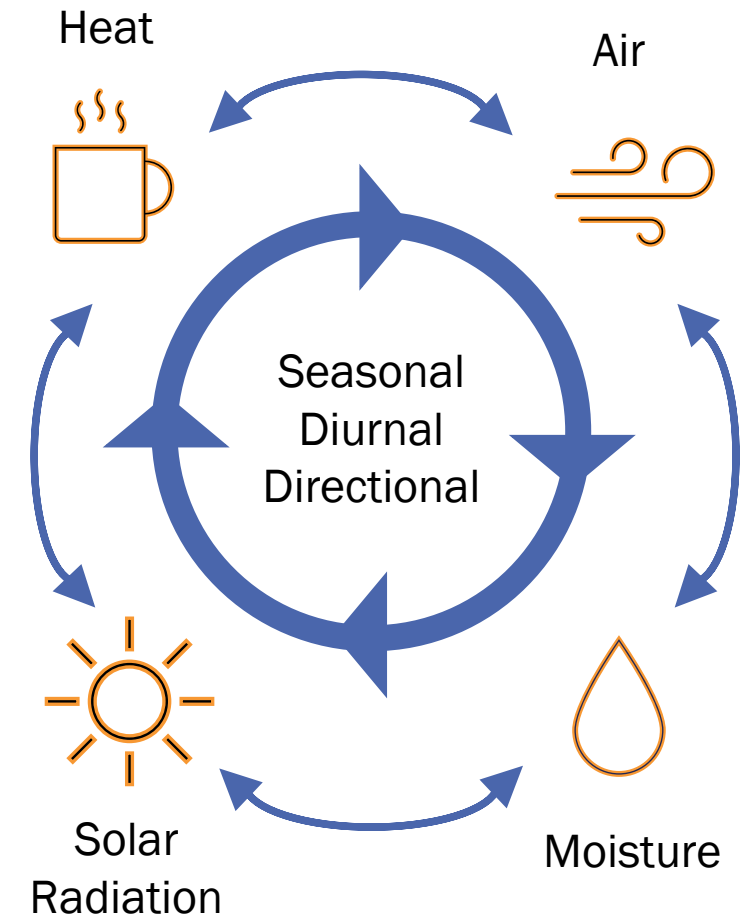 Heat
Air
Seasonal
Diurnal
Directional
Solar
Radiation
Moisture